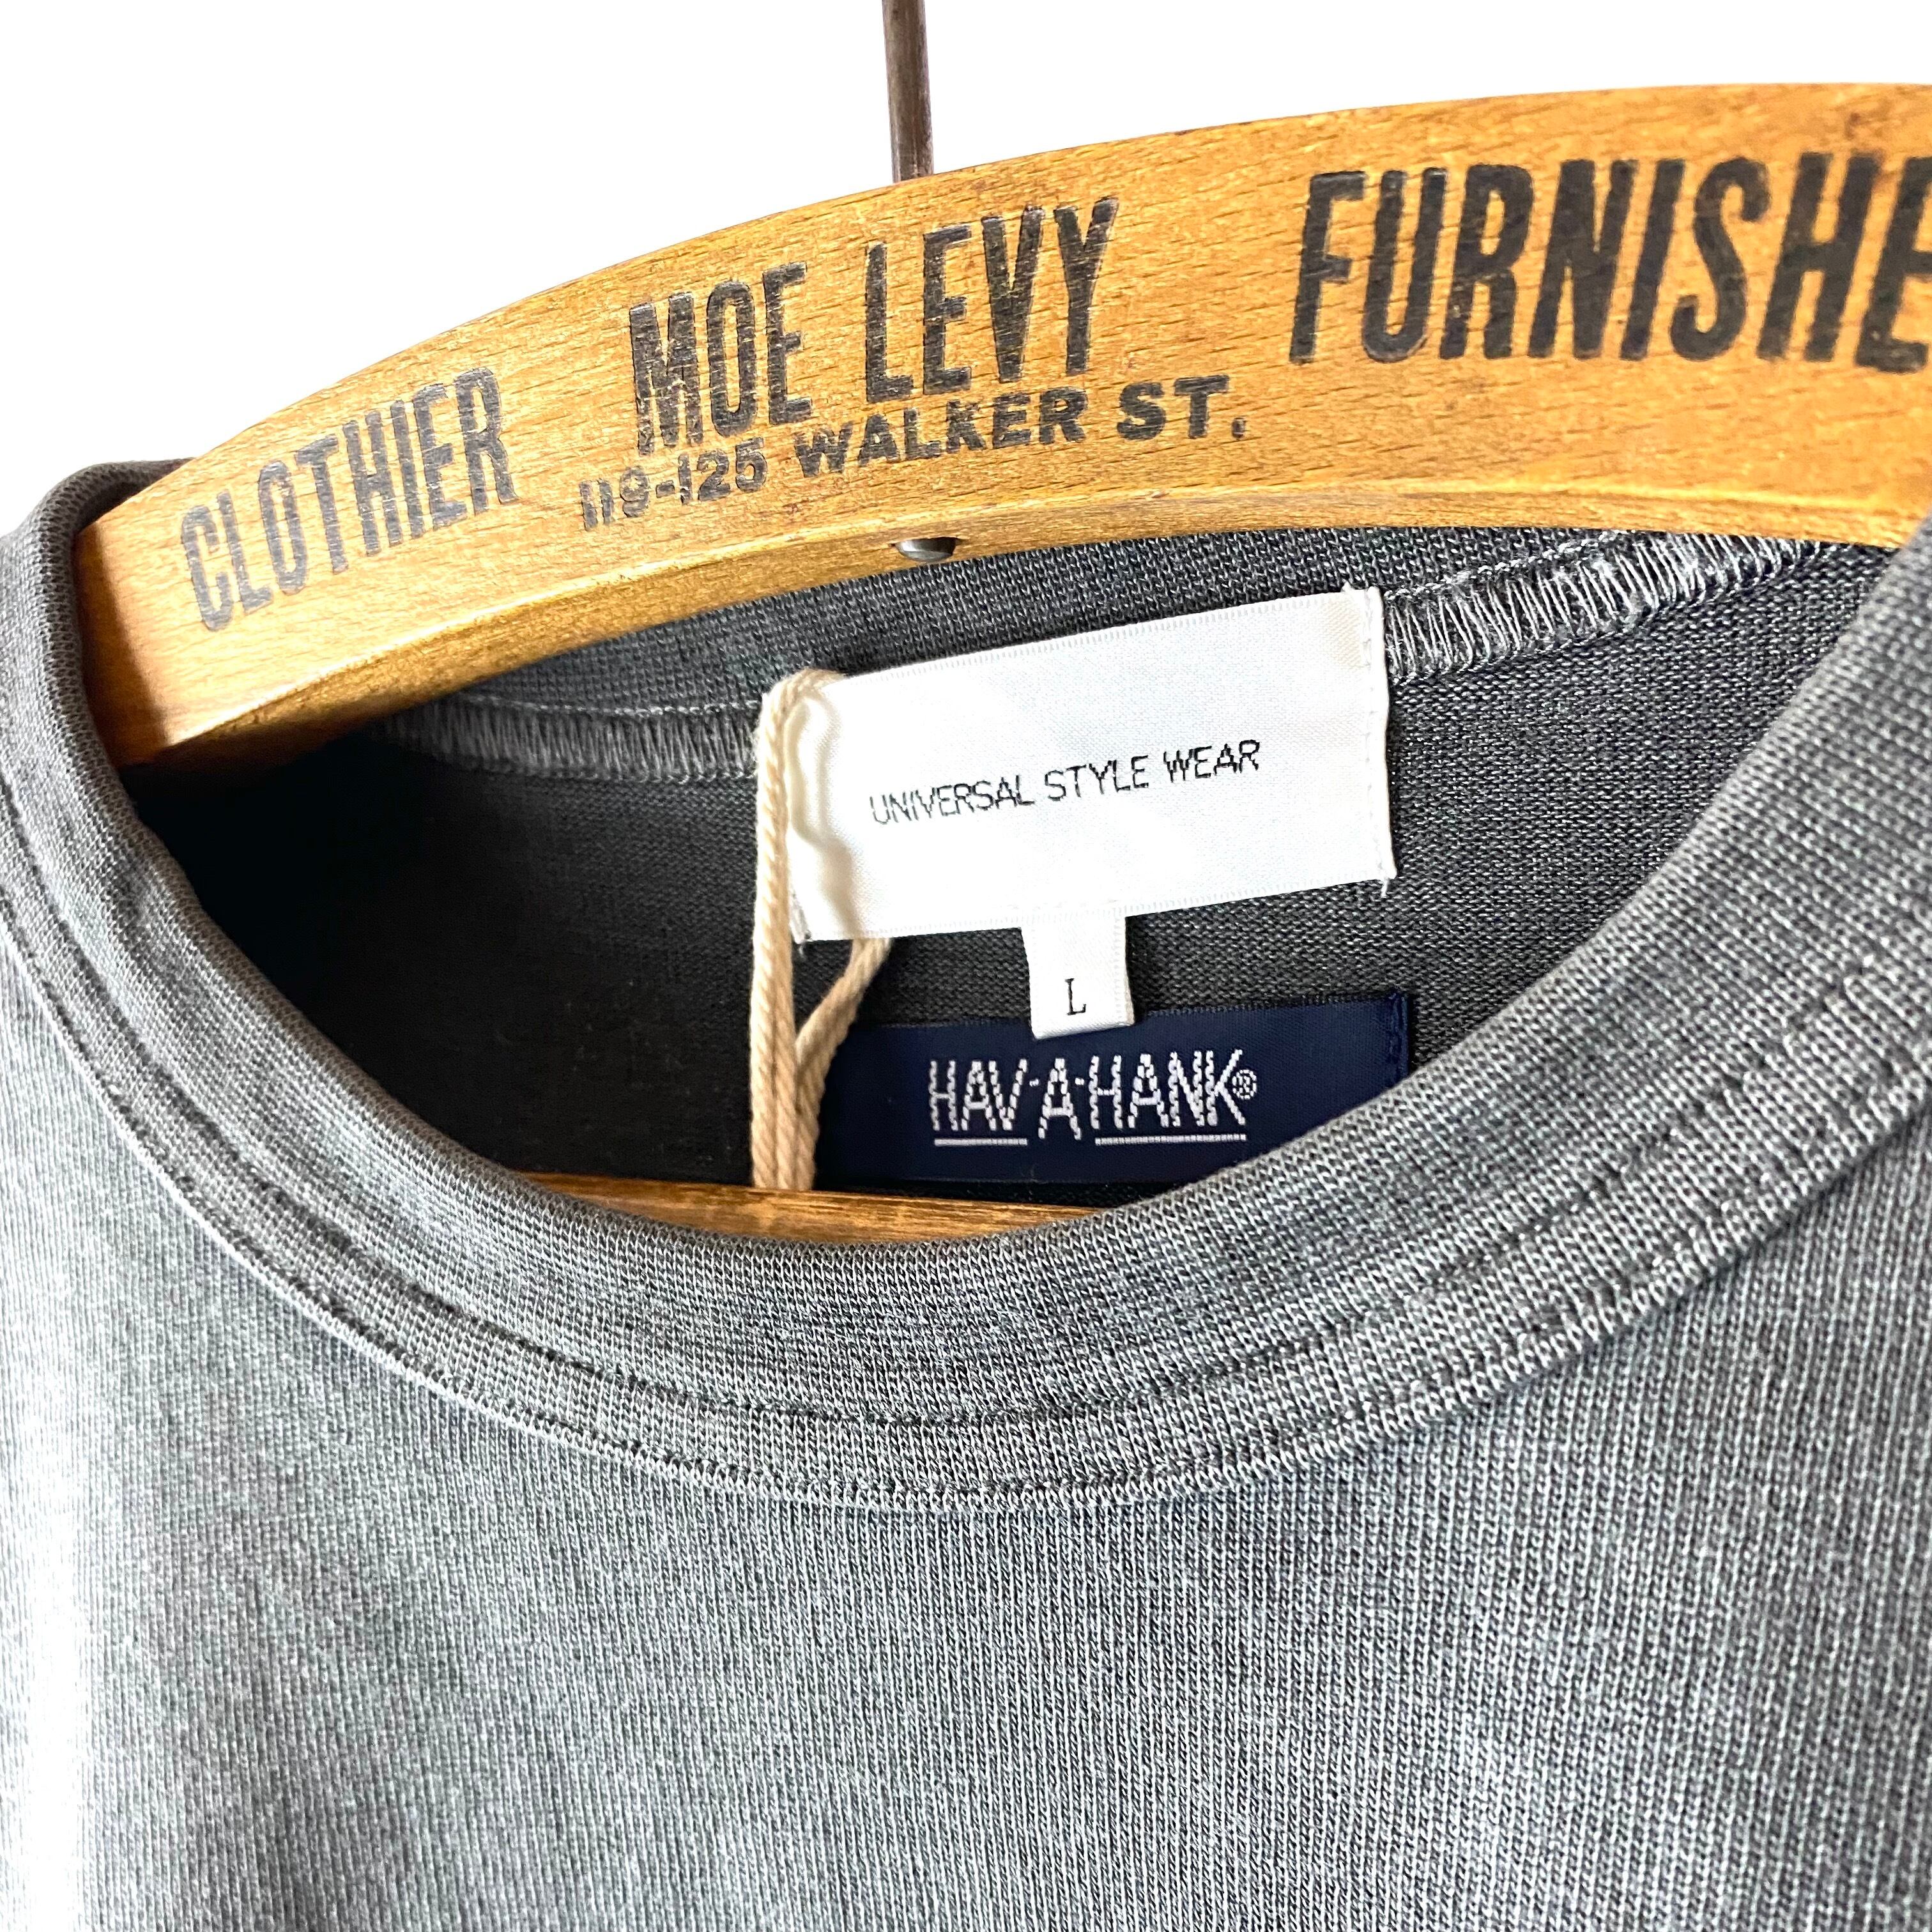 CLOTHIER MOE LEVY FURNISHE
119-125 WALKER ST.
UNIVERSAL STYLE WEAR
L
HAV-A-HANK®